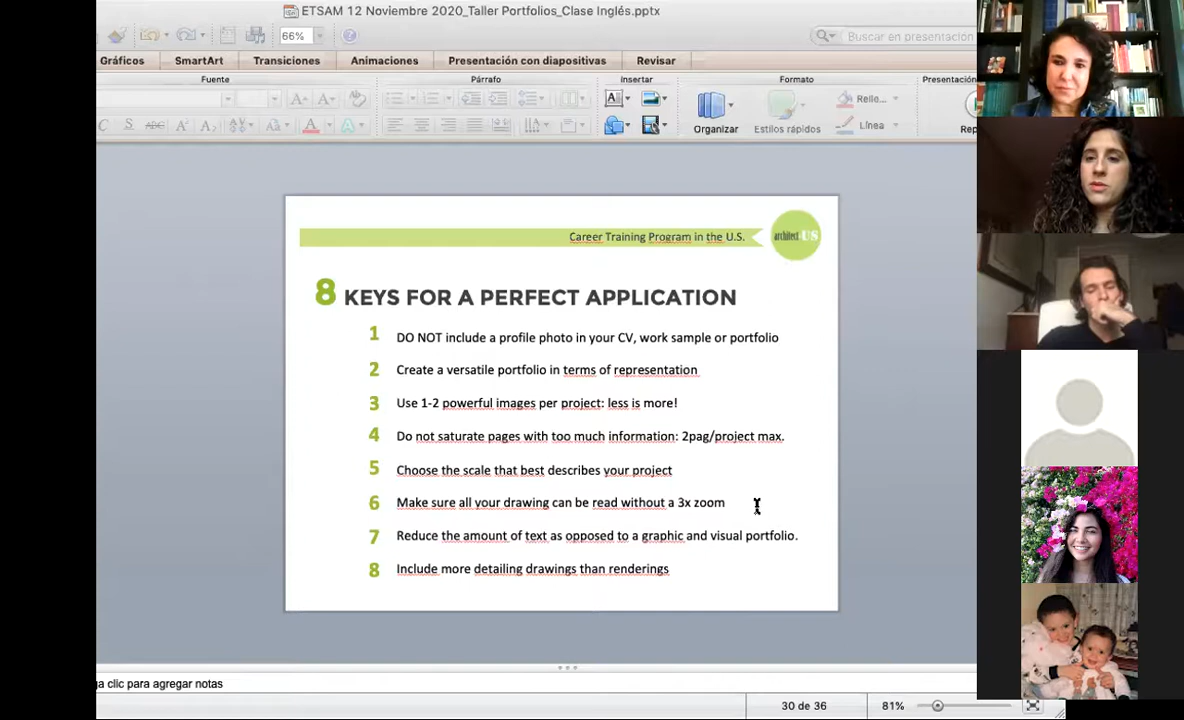 ETSAM 12 Noviembre 2020_Taller Portfolios_Clase Inglés.pptx
66%
Buscar en presentación
Gráficos SmartArt Transiciones Animaciones Presentación con diapositivas Revisar
Fuente Párrafo Insertar Formato Presentación
Relle...
Organizar Estilos rápidos Línea
Career Training Program in the U.S.
architect-US
8 KEYS FOR A PERFECT APPLICATION
1 DO NOT include a profile photo in your CV, work sample or portfolio
2 Create a versatile portfolio in terms of representation
3 Use 1-2 powerful images per project: less is more!
4 Do not saturate pages with too much information: 2pag/project max.
5 Choose the scale that best describes your project
6 Make sure all your drawing can be read without a 3x zoom
7 Reduce the amount of text as opposed to a graphic and visual portfolio.
8 Include more detailing drawings than renderings
clic para agregar notas
30 de 36 81%